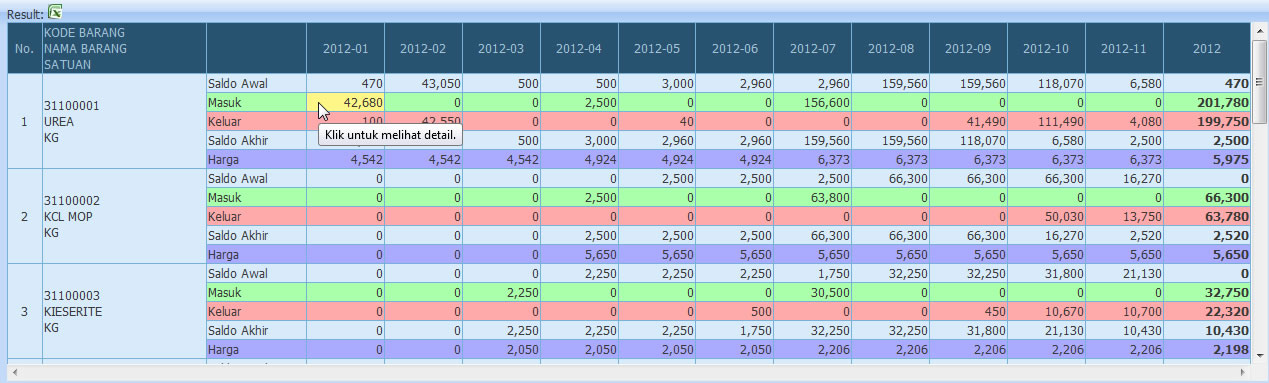 Result:
No. KODE BARANG NAMA BARANG SATUAN 2012-01 2012-02 2012-03 2012-04 2012-05 2012-06 2012-07 2012-08 2012-09 2012-10 2012-11 2012
1 31100001 UREA KG
Saldo Awal 470 43,050 500 500 3,000 2,960 2,960 159,560 159,560 118,070 6,580 470
Masuk 42,680 0 0 2,500 0 0 156,600 0 0 0 0 201,780
Keluar 100 42,550 0 40 0 0 0 41,490 111,490 4,080 199,750
Klik untuk melihat detail.
Saldo Akhir 500 3,000 2,960 2,960 159,560 159,560 118,070 6,580 2,500 2,500
Harga 4,542 4,542 4,542 4,924 4,924 4,924 6,373 6,373 6,373 6,373 6,373 5,975
2 31100002 KCL MOP KG
Saldo Awal 0 0 0 0 2,500 2,500 2,500 66,300 66,300 66,300 16,270 0
Masuk 0 0 0 2,500 0 0 63,800 0 0 0 0 66,300
Keluar 0 0 0 0 0 0 0 0 0 50,030 13,750 63,780
Saldo Akhir 0 0 0 2,500 2,500 2,500 66,300 66,300 66,300 16,270 2,520 2,520
Harga 0 0 0 5,650 5,650 5,650 5,650 5,650 5,650 5,650 5,650 5,650
3 31100003 KIESERITE KG
Saldo Awal 0 0 0 2,250 2,250 2,250 1,750 32,250 32,250 31,800 21,130 0
Masuk 0 0 2,250 0 0 0 30,500 0 0 0 0 32,750
Keluar 0 0 0 0 0 500 0 0 450 10,670 10,700 22,320
Saldo Akhir 0 0 2,250 2,250 2,250 1,750 32,250 32,250 31,800 21,130 10,430 10,430
Harga 0 0 2,050 2,050 2,050 2,050 2,206 2,206 2,206 2,206 2,206 2,198